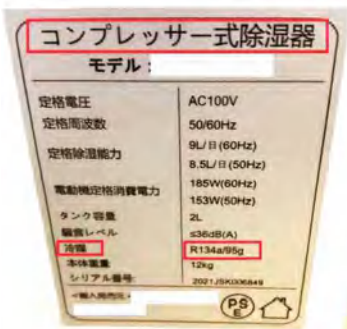 コンプレッサー式除湿器
モデル:
定格電圧 AC100V
定格周波数 50/60Hz
定格除湿能力 9L/日(60Hz)
8.5L/日(50Hz)
電動機定格消費電力 185W(60Hz)
153W(50Hz)
タンク容量 2L
騒音レベル ≤36dB(A)
冷媒 R134a/95g
本体重量 12kg
シリアル番号: 2021JSK006849
PS
E